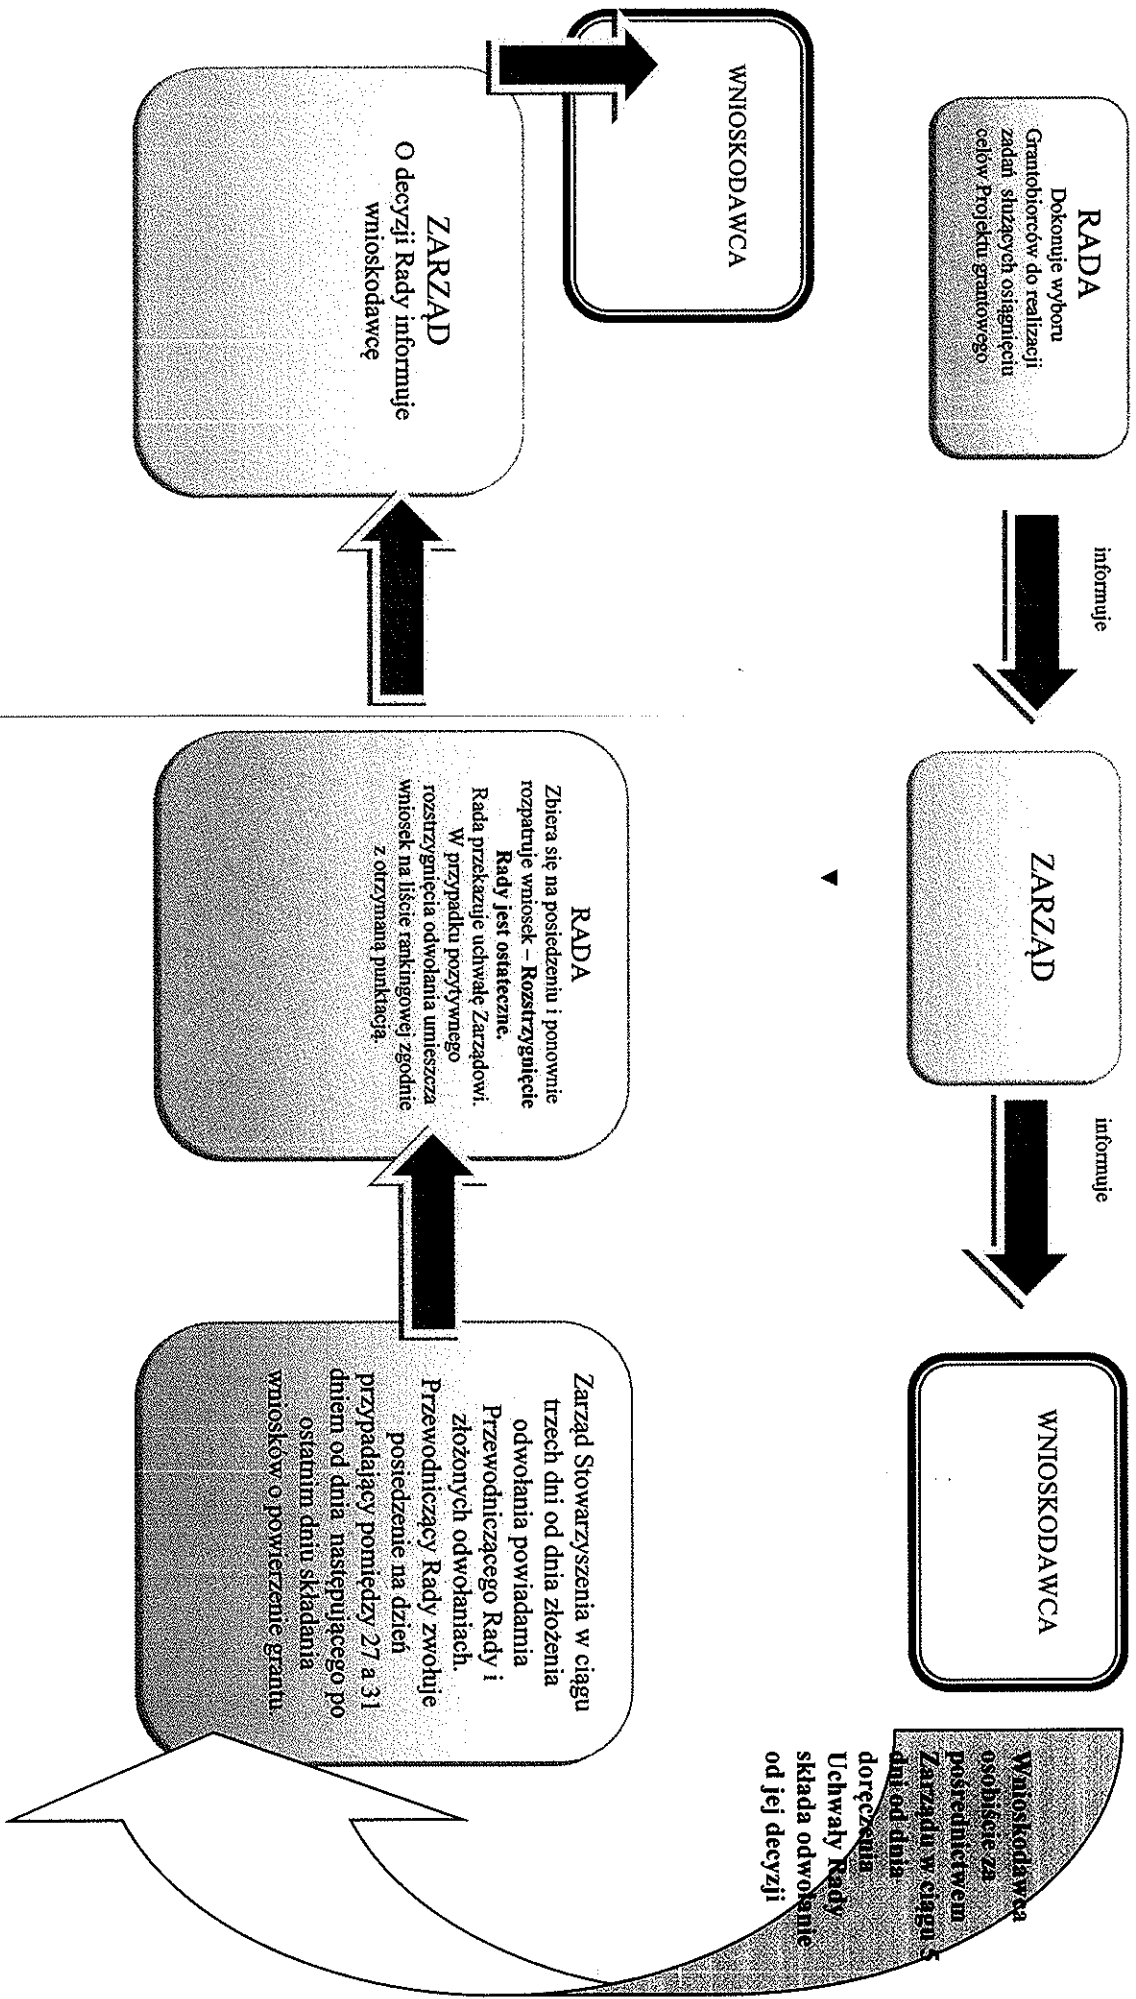 RADA
Dokonuje wyboru
Grantobiorców do realizacji
zadań służących osiągnięciu
celów Projektu grantowego
informuje
ZARZĄD
informuje
WNIOSKODAWCA
Wnioskodawca
osobiście za
pośrednictwem
Zarządu w ciągu 5
dni od dnia
doręczenia
Uchwały Rady
składa odwołanie
od jej decyzji
Zarząd Stowarzyszenia w ciągu
trzech dni od dnia złożenia
odwołania powiadamia
Przewodniczącego Rady i
złożonych odwołaniach.
Przewodniczący Rady zwołuje
posiedzenie na dzień
przypadający pomiędzy 27 a 31
dniem od dnia następującego po
ostatnim dniu składania
wniosków o powierzenie grantu.
RADA
Zbiera się na posiedzeniu i ponownie
rozpatruje wniosek – Rozstrzygnięcie
Rady jest ostateczne.
Rada przekazuje uchwałę Zarządowi.
W przypadku pozytywnego
rozstrzygnięcia odwołania umieszcza
wniosek na liście rankingowej zgodnie
z otrzymaną punktacją.
ZARZĄD
O decyzji Rady informuje
wnioskodawcę
WNIOSKODAWCA